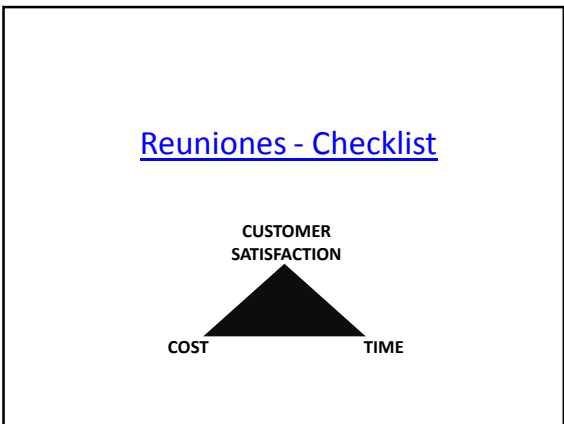 Reuniones - Checklist
CUSTOMER
SATISFACTION
COST
TIME